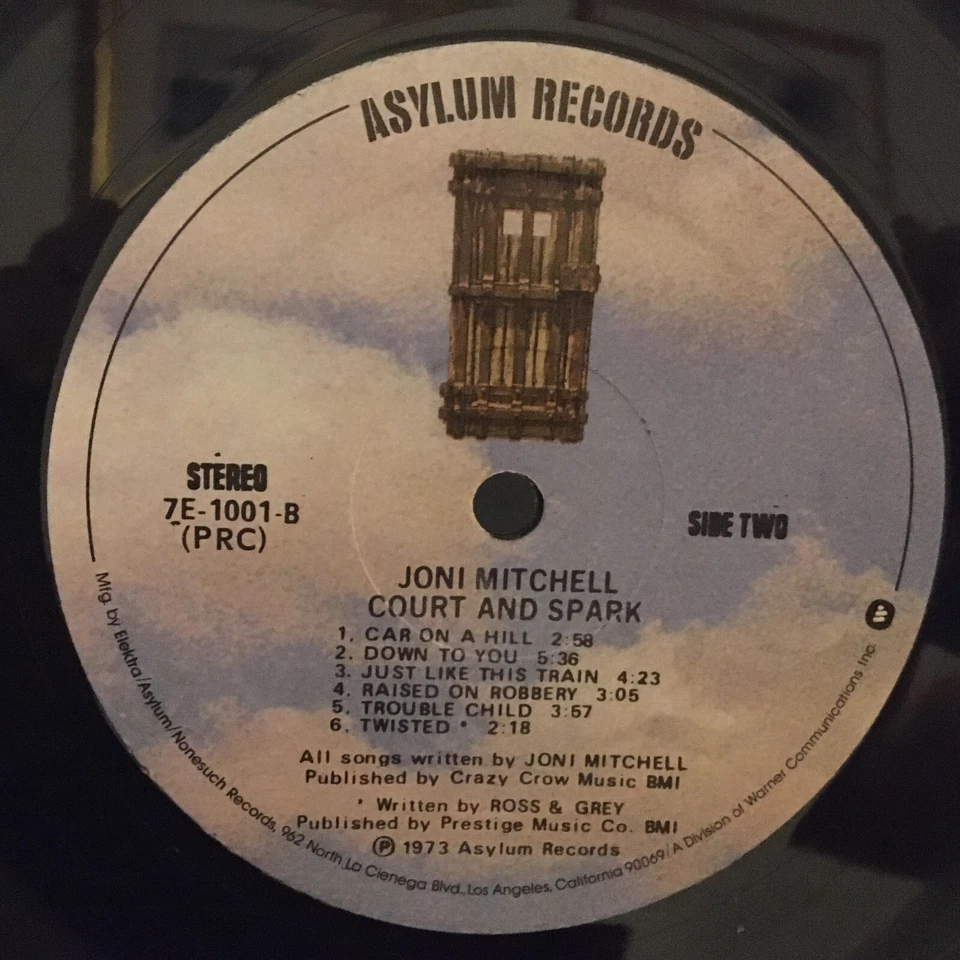 ASYLUM RECORDS
STEREO
7E-1001-B
(PRC)
SIDE TWO
JONI MITCHELL
COURT AND SPARK
1. CAR ON A HILL 2:58
2. DOWN TO YOU 5:36
3. JUST LIKE THIS TRAIN 4:23
4. RAISED ON ROBBERY 3:05
5. TROUBLE CHILD 3:57
6. TWISTED * 2:18
All songs written by JONI MITCHELL
Published by Crazy Crow Music BMI
* Written by ROSS & GREY
Published by Prestige Music Co. BMI
℗ 1973 Asylum Records
Mfg. by Elektra/Asylum/Nonesuch Records, 962 North La Cienega Blvd., Los Angeles, California 90069/A Division of Warner Communications Inc.